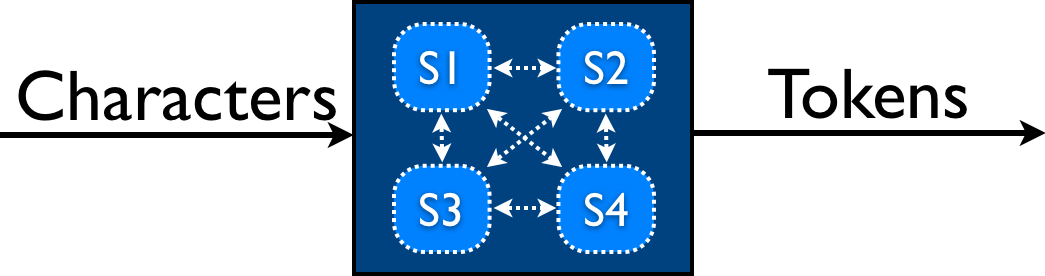 Characters
S1
S2
Tokens
S3
S4